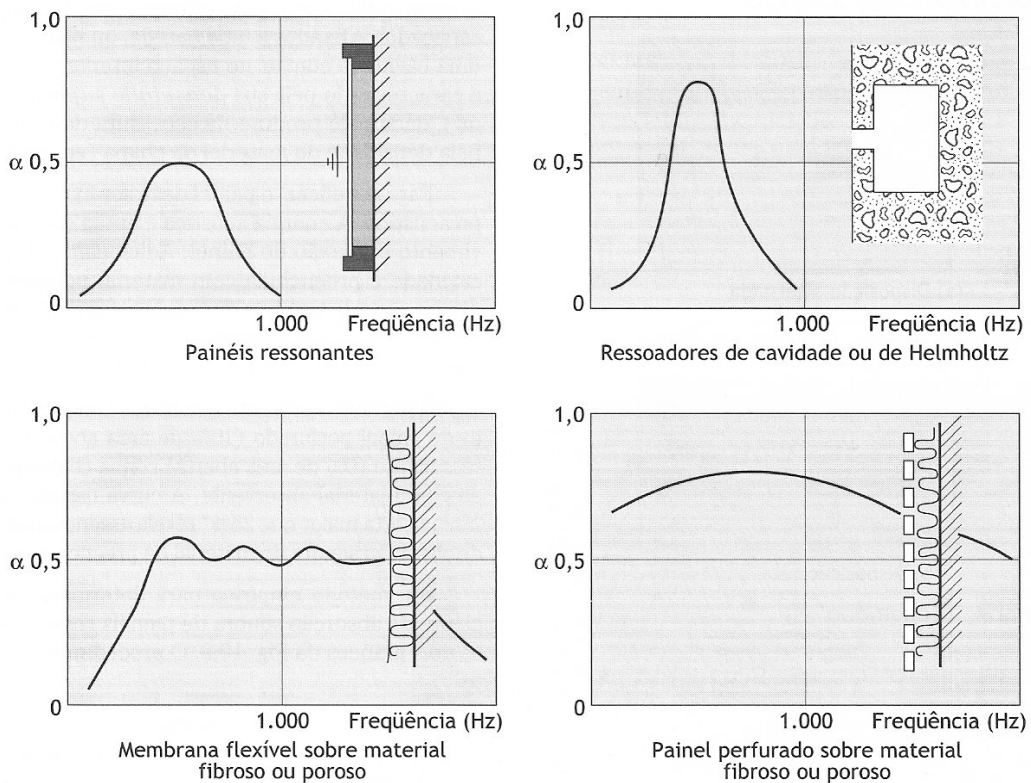 1,0
α 0,5
0
1.000 Freqüência (Hz)
Painéis ressonantes
1,0
α 0,5
0
1.000 Freqüência (Hz)
Ressoadores de cavidade ou de Helmholtz
1,0
α 0,5
0
1.000 Freqüência (Hz)
Membrana flexível sobre material
fibroso ou poroso
1,0
α 0,5
0
1.000 Freqüência (Hz)
Painel perfurado sobre material
fibroso ou poroso